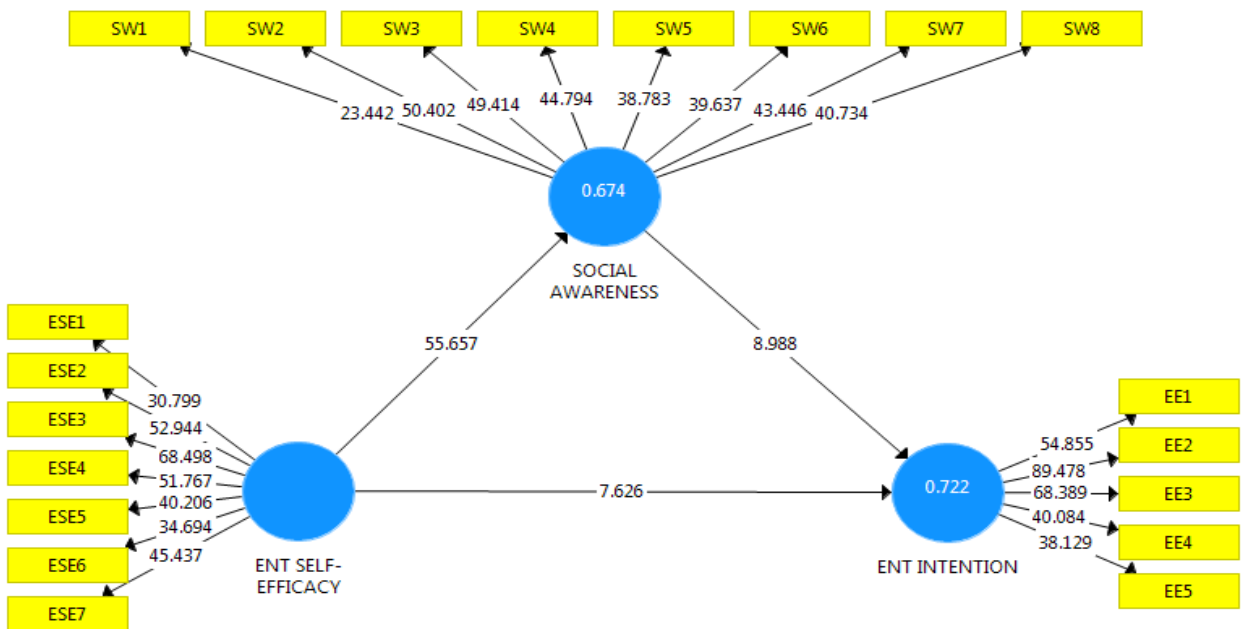 SW1 SW2 SW3 SW4 SW5 SW6 SW7 SW8
23.442 50.402 49.414 44.794 38.783 39.637 43.446 40.734
0.674
SOCIAL
AWARENESS
55.657 8.988
ESE1
ESE2
ESE3
ESE4
ESE5
ESE6
ESE7
30.799
52.944
68.498
51.767
40.206
34.694
45.437
ENT SELF-
EFFICACY
7.626
0.722
ENT INTENTION
54.855
89.478
68.389
40.084
38.129
EE1
EE2
EE3
EE4
EE5